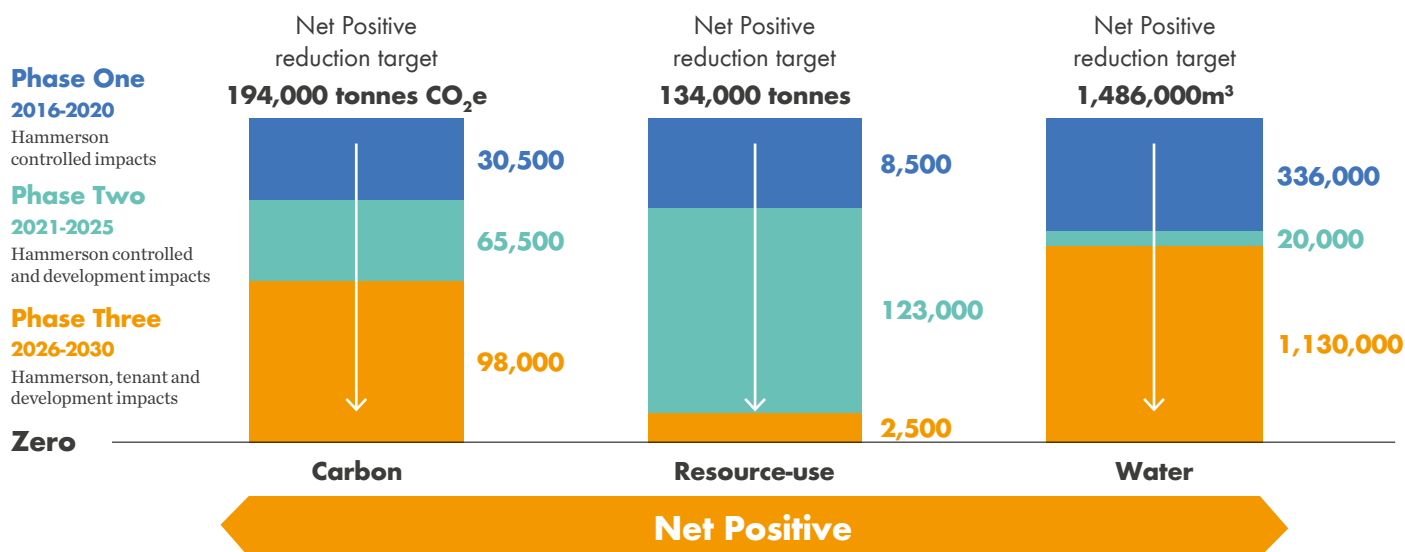 Net Positive
reduction target
194,000 tonnes CO₂e
Net Positive
reduction target
134,000 tonnes
Net Positive
reduction target
1,486,000m³
Phase One
2016-2020
Hammerson
controlled impacts
Phase Two
2021-2025
Hammerson controlled
and development impacts
Phase Three
2026-2030
Hammerson, tenant and
development impacts
Zero
30,500
65,500
98,000
8,500
123,000
2,500
336,000
20,000
1,130,000
Carbon
Resource-use
Water
Net Positive